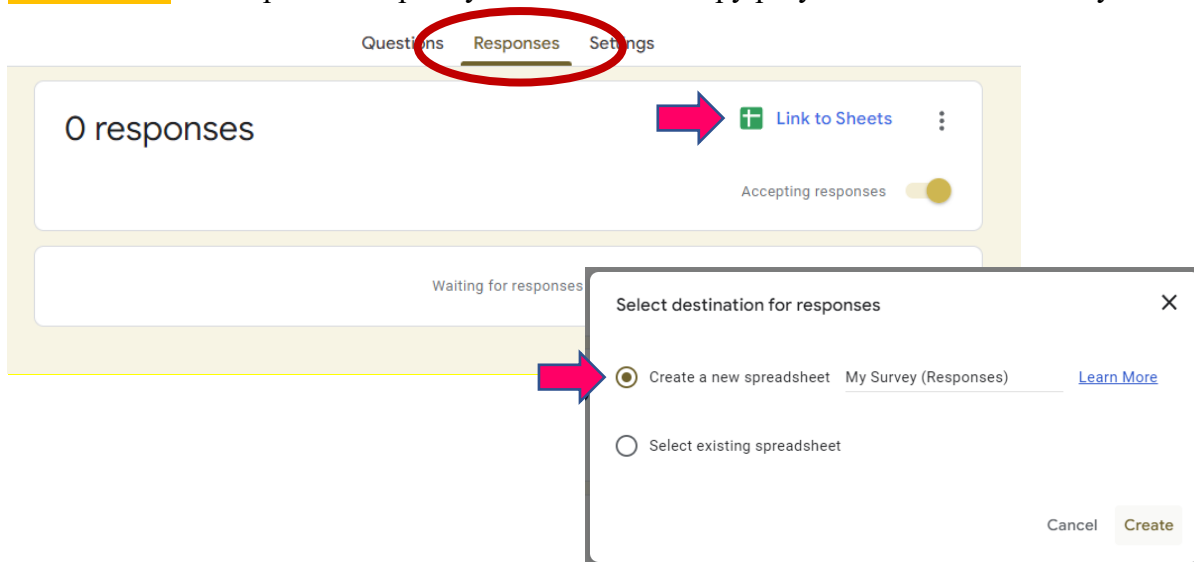 Questions Responses Settings
0 responses
Link to Sheets
Accepting responses
Waiting for responses
Select destination for responses
Create a new spreadsheet My Survey (Responses) Learn More
Select existing spreadsheet
Cancel Create